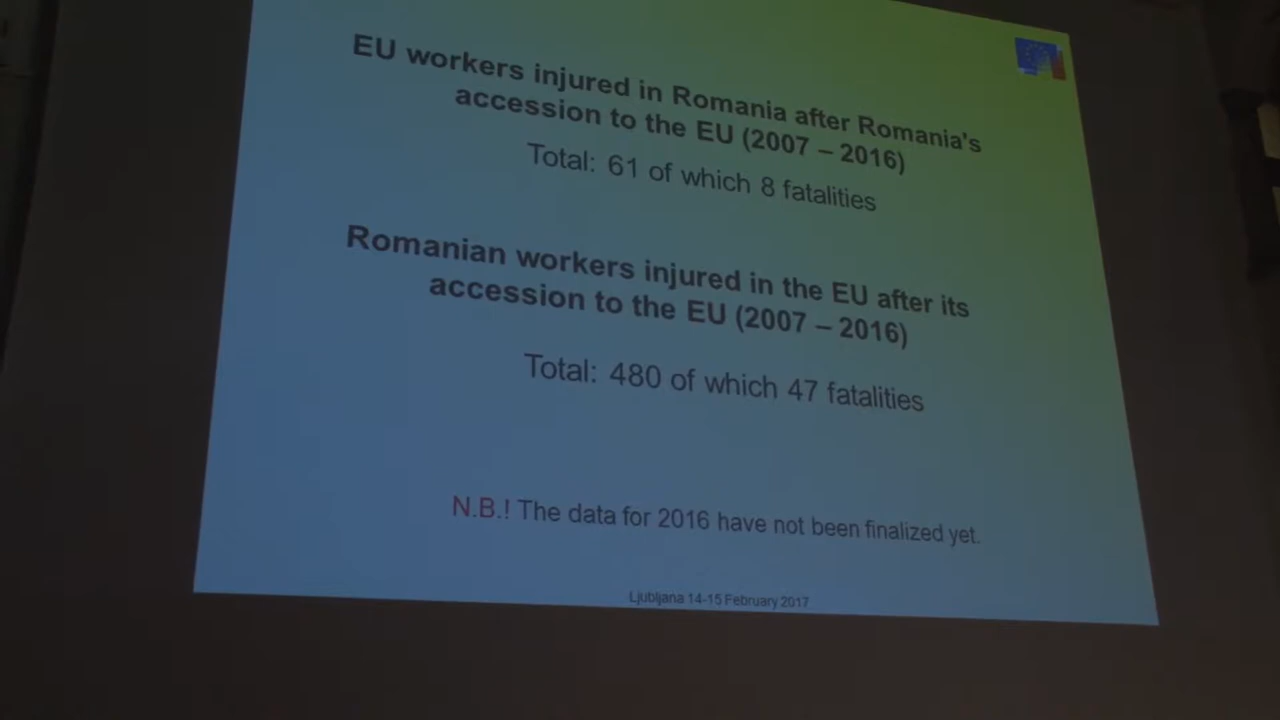 EU workers injured in Romania after Romania's
accession to the EU (2007 – 2016)
Total: 61 of which 8 fatalities
Romanian workers injured in the EU after its
accession to the EU (2007 – 2016)
Total: 480 of which 47 fatalities
N.B.! The data for 2016 have not been finalized yet.
Ljubljana 14-15 February 2017